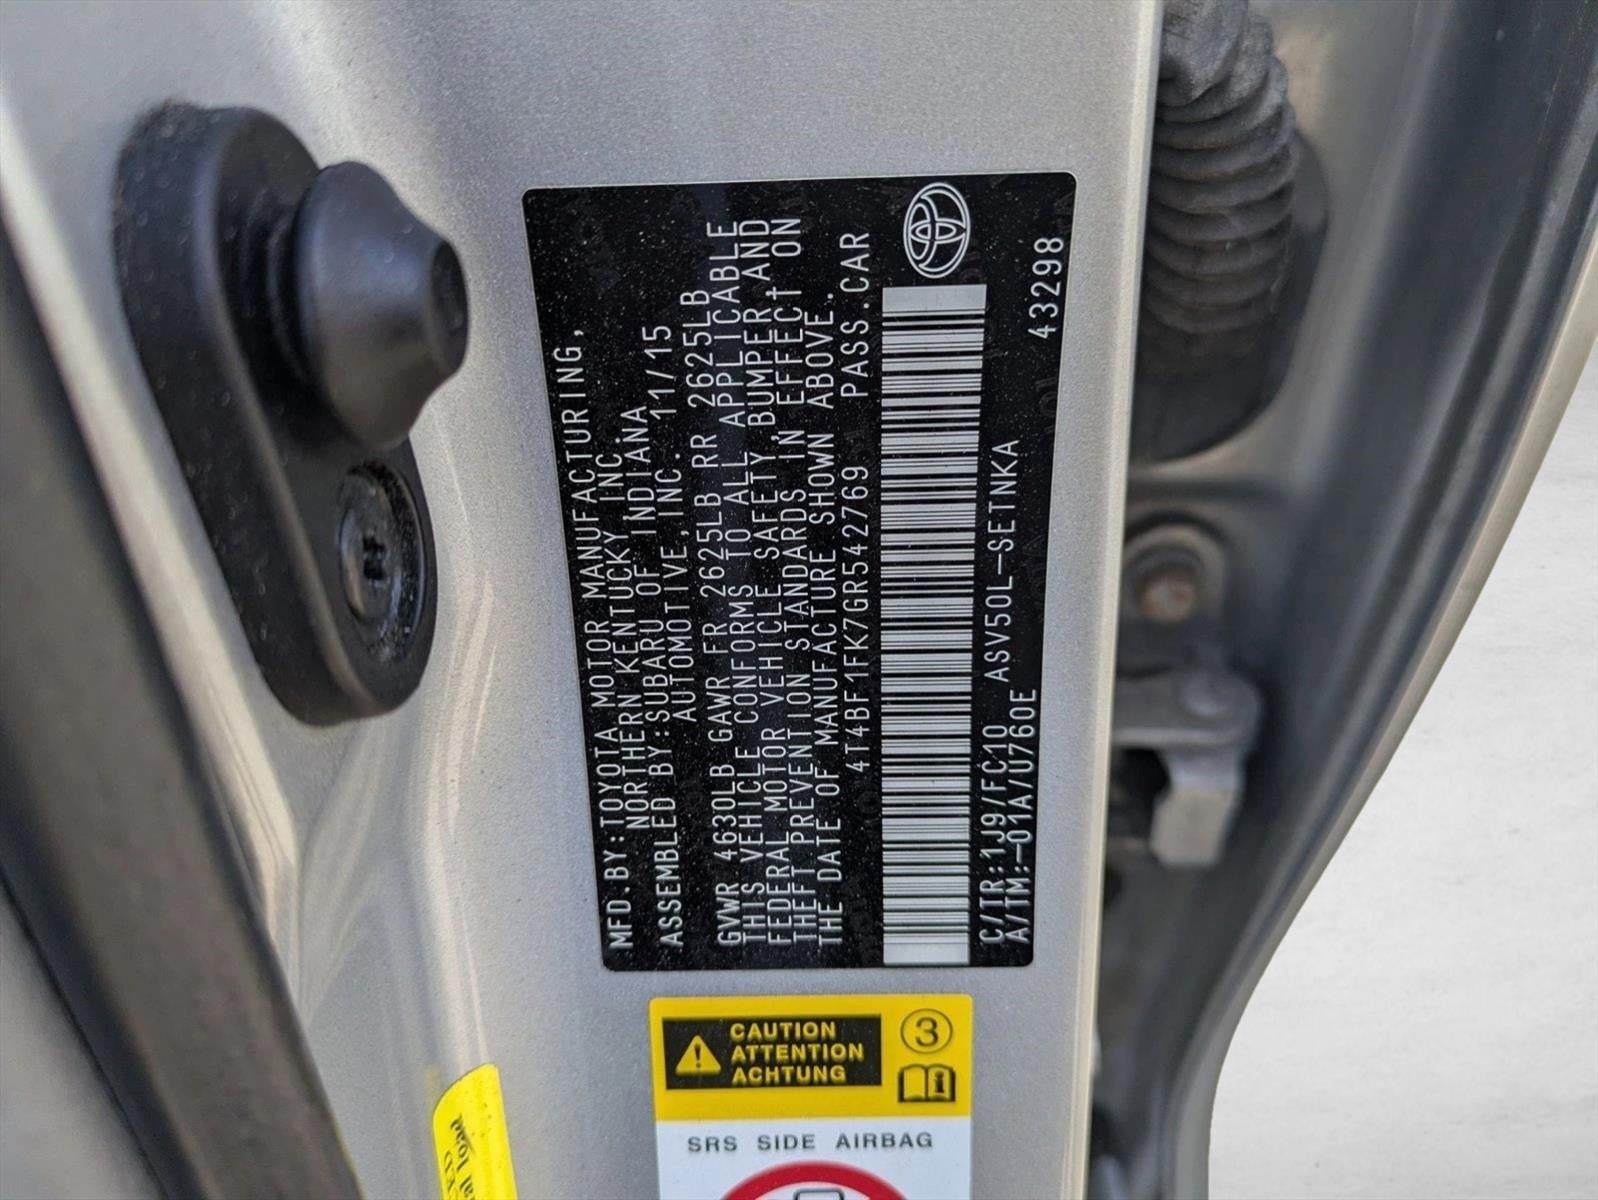 MFD.BY:TOYOTA MOTOR MANUFACTURING,
NORTHERN KENTUCKY INC.
ASSEMBLED BY:SUBARU OF INDIANA
AUTOMOTIVE,INC. 11/15
GVWR 4630LB GAWR FR 2625LB RR 2625LB
THIS VEHICLE CONFORMS TO ALL APPLICABLE
FEDERAL MOTOR VEHICLE SAFETY,BUMPER,AND
THEFT PREVENTION STANDARDS IN EFFECT ON
THE DATE OF MANUFACTURE SHOWN ABOVE.
4T4BF1FK7GR542769 PASS.CAR
C/TR:1J9/FC10 ASV50L-SETNKA
A/TM:-01A/U760E
43298
CAUTION
ATTENTION
ACHTUNG
3
SRS SIDE AIRBAG